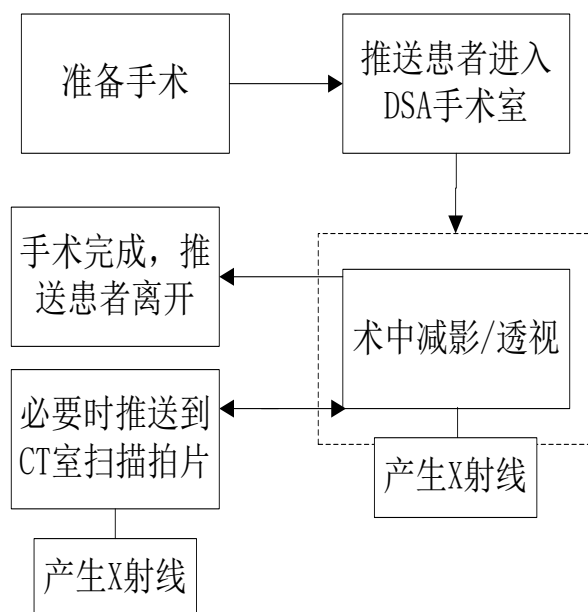 准备手术
推送患者进入
DSA手术室
手术完成，推
送患者离开
术中减影/透视
必要时推送到
CT室扫描拍片
产生X射线
产生X射线